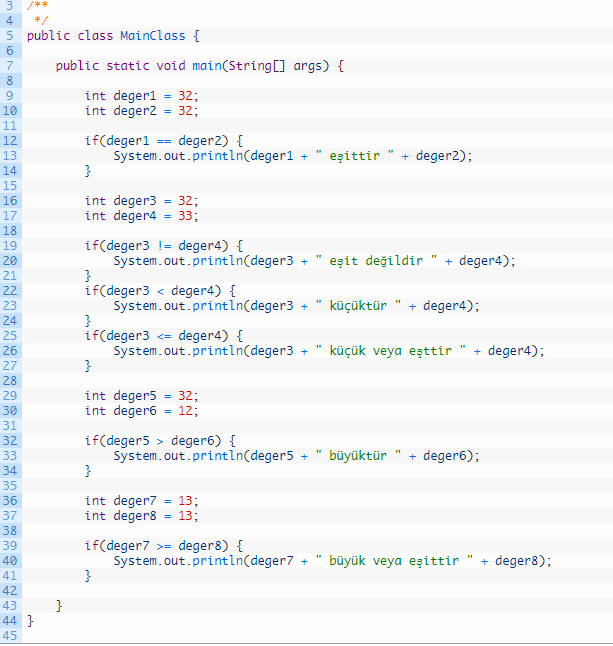 3 /**
4  */
5 public class MainClass {
6
7     public static void main(String[] args) {
8
9         int deger1 = 32;
10         int deger2 = 32;
11
12         if(deger1 == deger2) {
13             System.out.println(deger1 + " eşittir " + deger2);
14         }
15
16         int deger3 = 32;
17         int deger4 = 33;
18
19         if(deger3 != deger4) {
20             System.out.println(deger3 + " eşit değildir " + deger4);
21         }
22         if(deger3 < deger4) {
23             System.out.println(deger3 + " küçüktür " + deger4);
24         }
25         if(deger3 <= deger4) {
26             System.out.println(deger3 + " küçük veya eşttir " + deger4);
27         }
28
29         int deger5 = 32;
30         int deger6 = 12;
31
32         if(deger5 > deger6) {
33             System.out.println(deger5 + " büyüktür " + deger6);
34         }
35
36         int deger7 = 13;
37         int deger8 = 13;
38
39         if(deger7 >= deger8) {
40             System.out.println(deger7 + " büyük veya eşittir " + deger8);
41         }
42
43     }
44 }
45